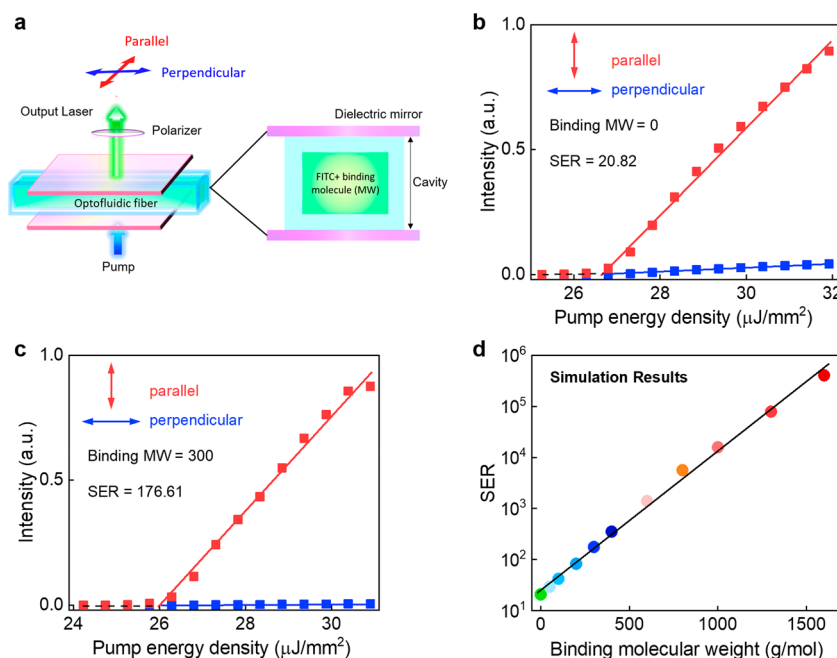 a
Parallel
Perpendicular
Output Laser
Polarizer
Optofluidic fiber
Pump
Dielectric mirror
FITC+ binding
molecule (MW)
Cavity
b
parallel
perpendicular
Binding MW = 0
SER = 20.82
Intensity (a.u.)
1.0
0.5
0.0
26 28 30 32
Pump energy density (μJ/mm²)
c
parallel
perpendicular
Binding MW = 300
SER = 176.61
Intensity (a.u.)
1.0
0.5
0.0
24 26 28 30
Pump energy density (μJ/mm²)
d
Simulation Results
SER
10⁶
10⁵
10⁴
10³
10²
10¹
0 500 1000 1500
Binding molecular weight (g/mol)